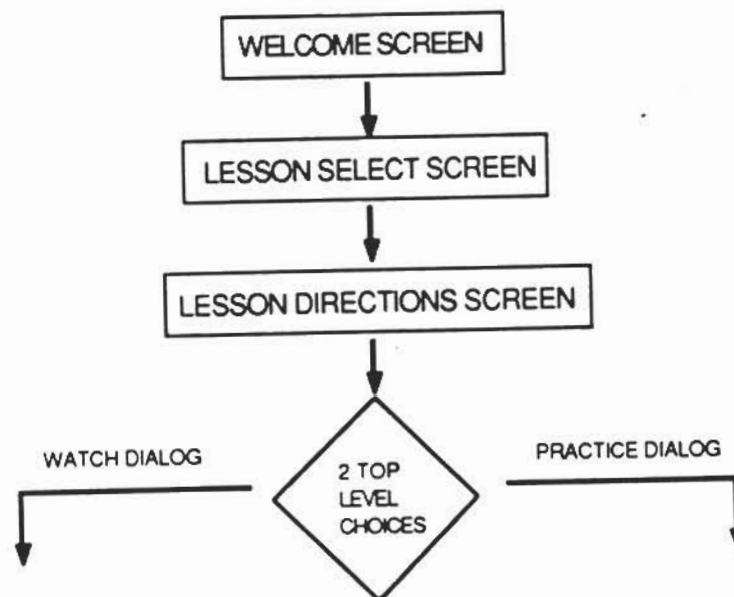 WELCOME SCREEN
LESSON SELECT SCREEN
LESSON DIRECTIONS SCREEN
WATCH DIALOG
2 TOP
LEVEL
CHOICES
PRACTICE DIALOG